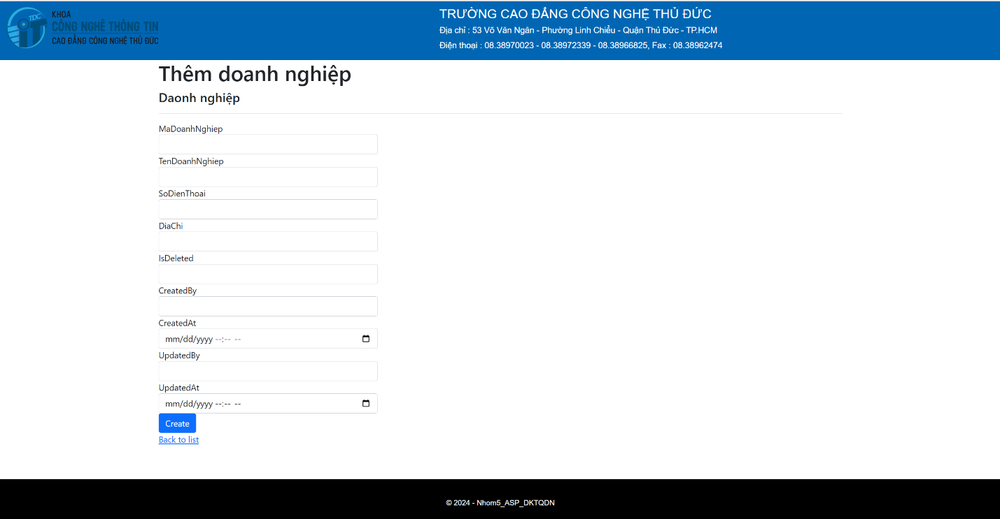 TDC
iT
KHOA
CÔNG NGHỆ THÔNG TIN
CAO ĐẲNG CÔNG NGHỆ THỦ ĐỨC
TRƯỜNG CAO ĐẲNG CÔNG NGHỆ THỦ ĐỨC
Địa chỉ : 53 Võ Văn Ngân - Phường Linh Chiểu - Quận Thủ Đức - TP.HCM
Điện thoại : 08.38970023 - 08.38972339 - 08.38966825, Fax : 08.38962474
Thêm doanh nghiệp
Daonh nghiệp
MaDoanhNghiep
TenDoanhNghiep
SoDienThoai
DiaChi
IsDeleted
CreatedBy
CreatedAt
mm/dd/yyyy --:-- --
UpdatedBy
UpdatedAt
mm/dd/yyyy --:-- --
Create
Back to list
© 2024 - Nhom5_ASP_DKTQDN